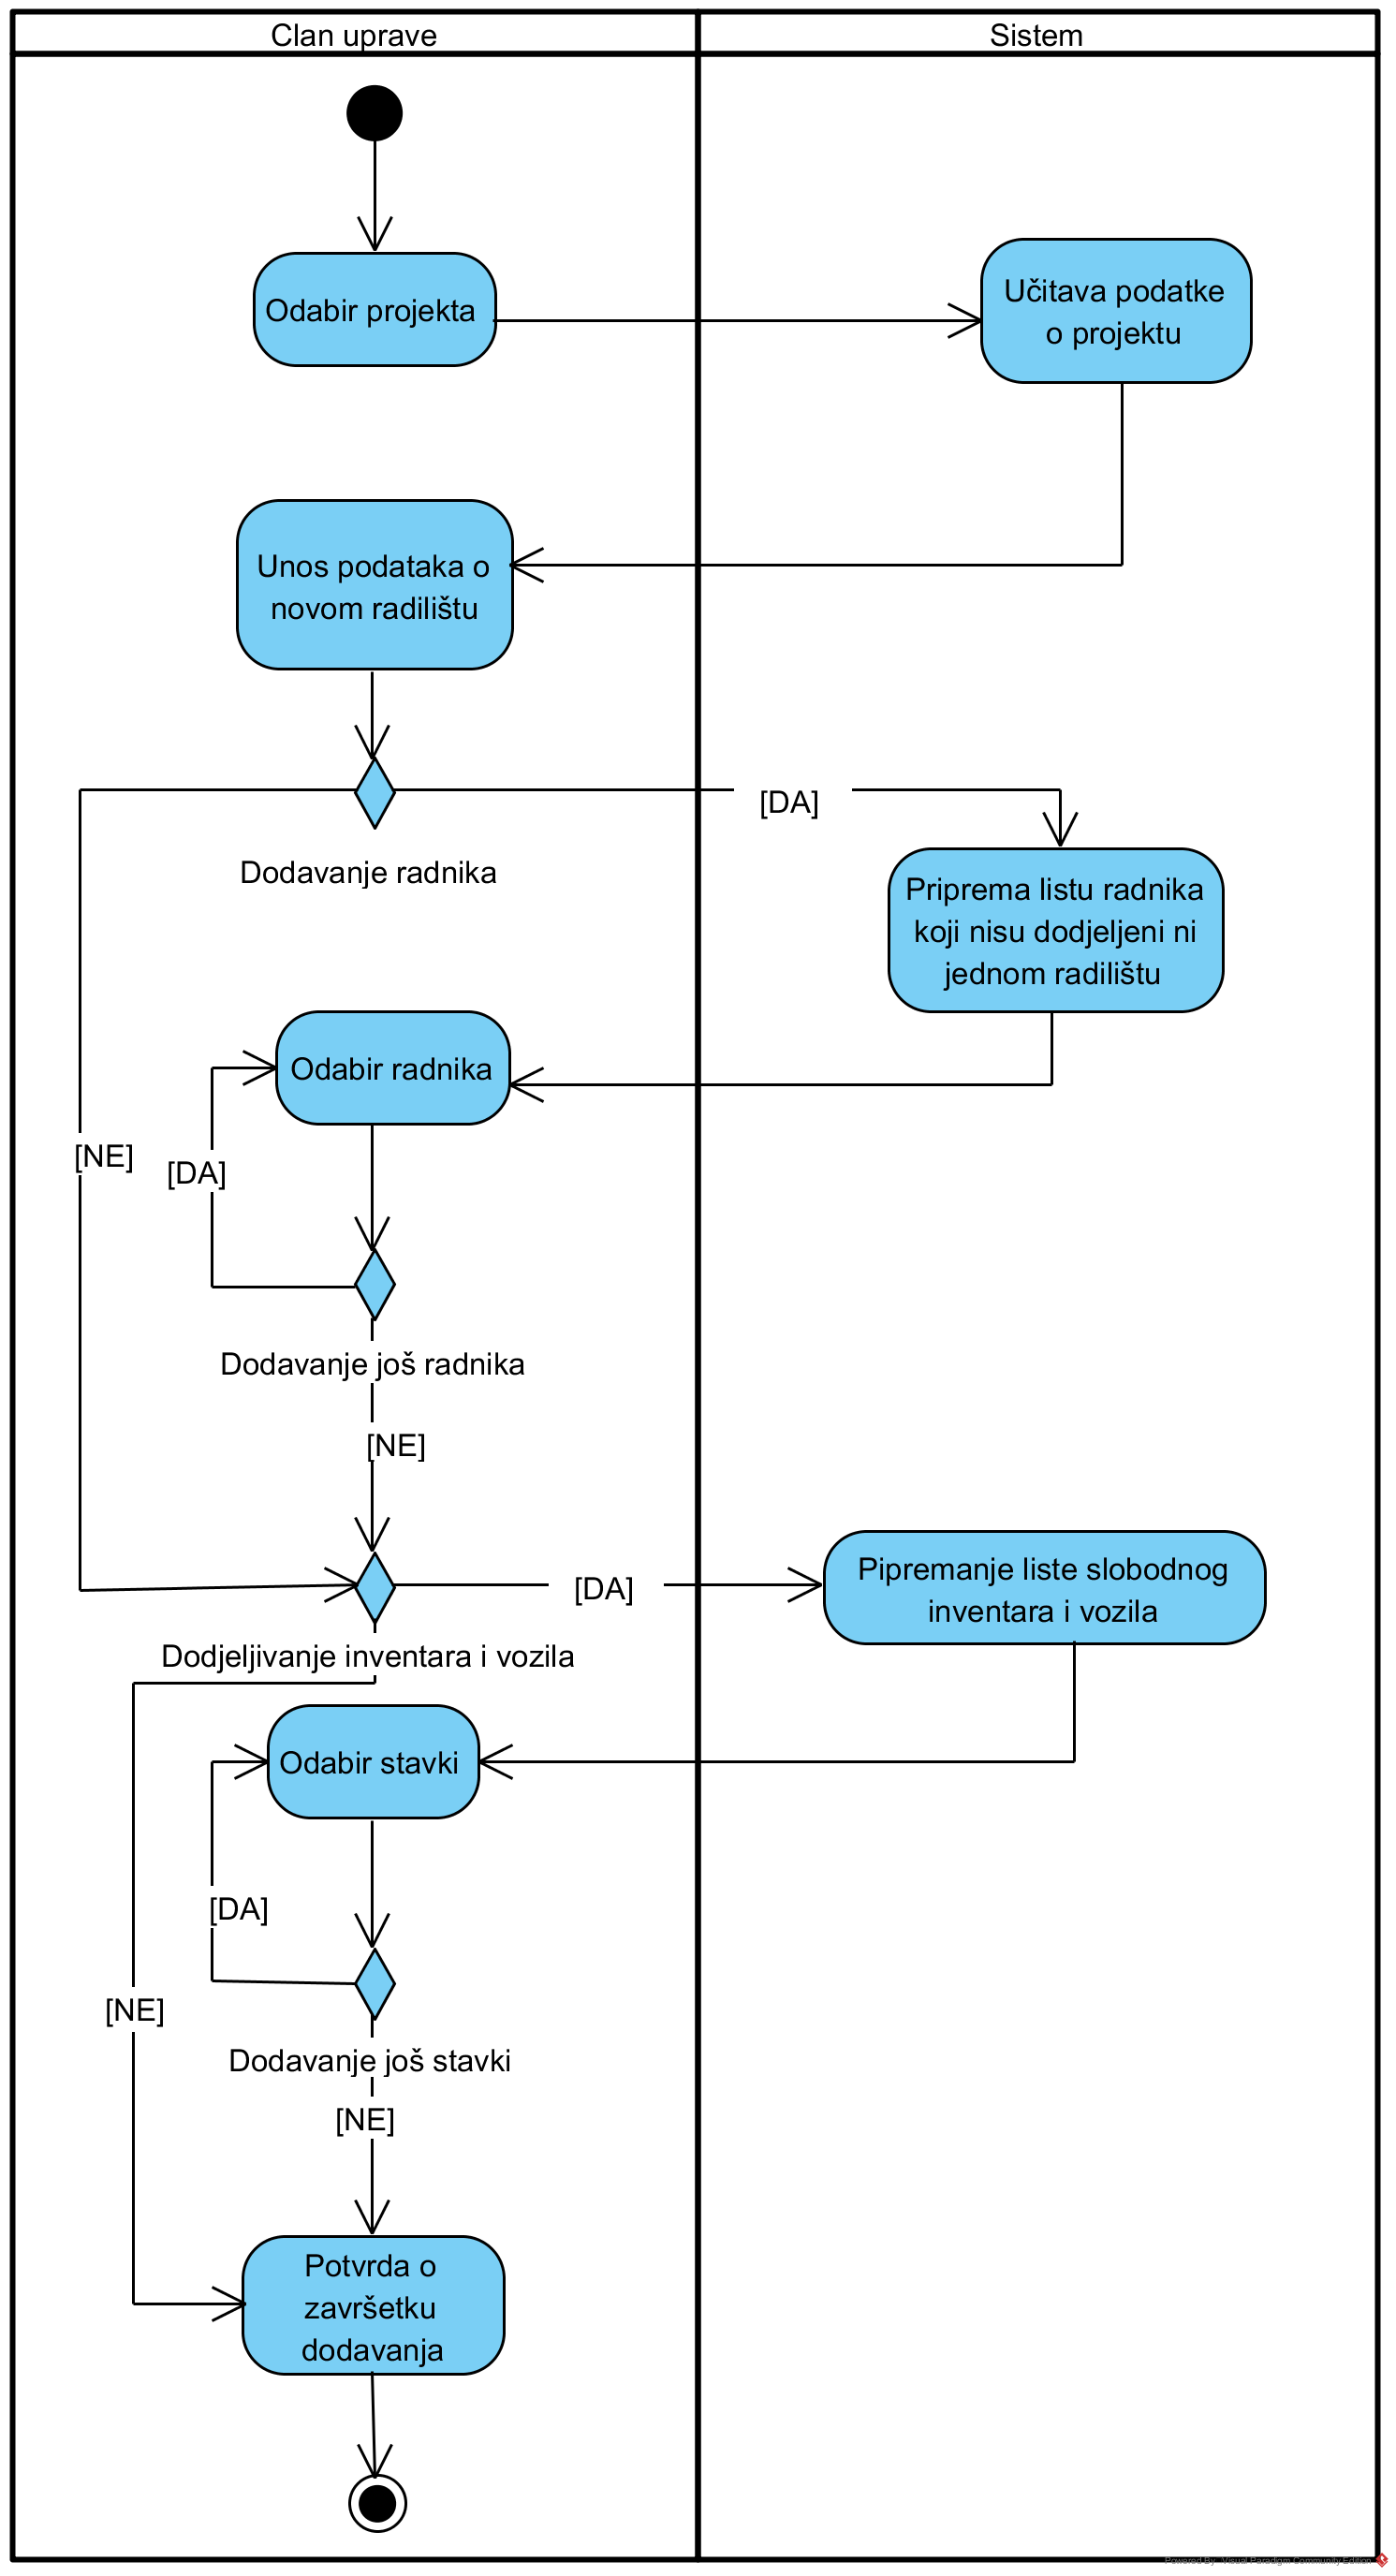 Clan uprave
Sistem
Odabir projekta
Učitava podatke
o projektu
Unos podataka o
novom radilištu
[DA]
Dodavanje radnika
Priprema listu radnika
koji nisu dodjeljeni ni
jednom radilištu
Odabir radnika
[NE]
[DA]
Dodavanje još radnika
[NE]
Pipremanje liste slobodnog
inventara i vozila
[DA]
Dodjeljivanje inventara i vozila
Odabir stavki
[DA]
[NE]
Dodavanje još stavki
[NE]
Potvrda o
završetku
dodavanja
Powered By Visual Paradigm Community Edition